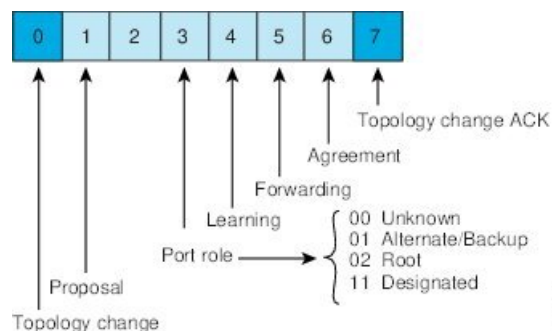 0 1 2 3 4 5 6 7
Topology change ACK
Agreement
Forwarding
Learning
Port role
00 Unknown
01 Alternate/Backup
02 Root
11 Designated
Proposal
Topology change